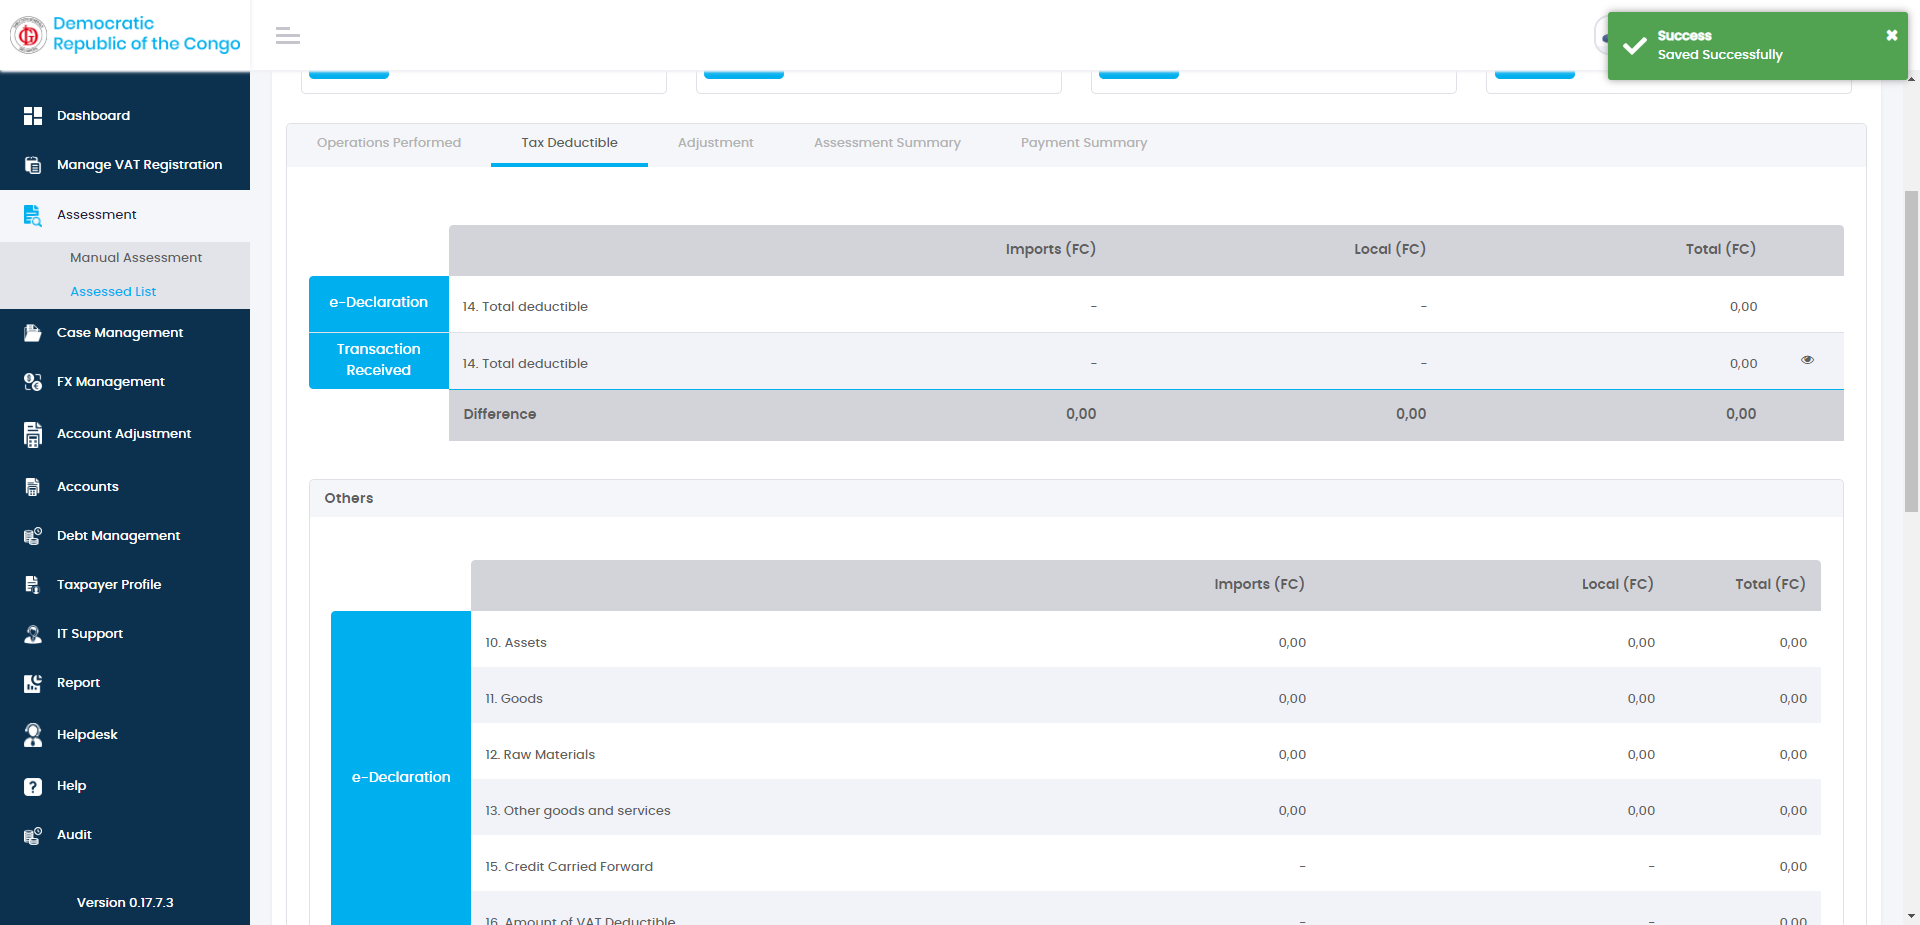 Democratic
Republic of the Congo
Success
Saved Successfully
Dashboard
Manage VAT Registration
Assessment
Manual Assessment
Assessed List
Case Management
FX Management
Account Adjustment
Accounts
Debt Management
Taxpayer Profile
IT Support
Report
Helpdesk
Help
Audit
Version 0.17.7.3
Operations Performed Tax Deductible Adjustment Assessment Summary Payment Summary
Imports (FC) Local (FC) Total (FC)
e-Declaration 14. Total deductible - - 0,00
Transaction
Received 14. Total deductible - - 0,00
Difference 0,00 0,00 0,00
Others
Imports (FC) Local (FC) Total (FC)
e-Declaration
10. Assets 0,00 0,00 0,00
11. Goods 0,00 0,00 0,00
12. Raw Materials 0,00 0,00 0,00
13. Other goods and services 0,00 0,00 0,00
15. Credit Carried Forward - - 0,00
16. Amount of VAT Deductible - - 0,00